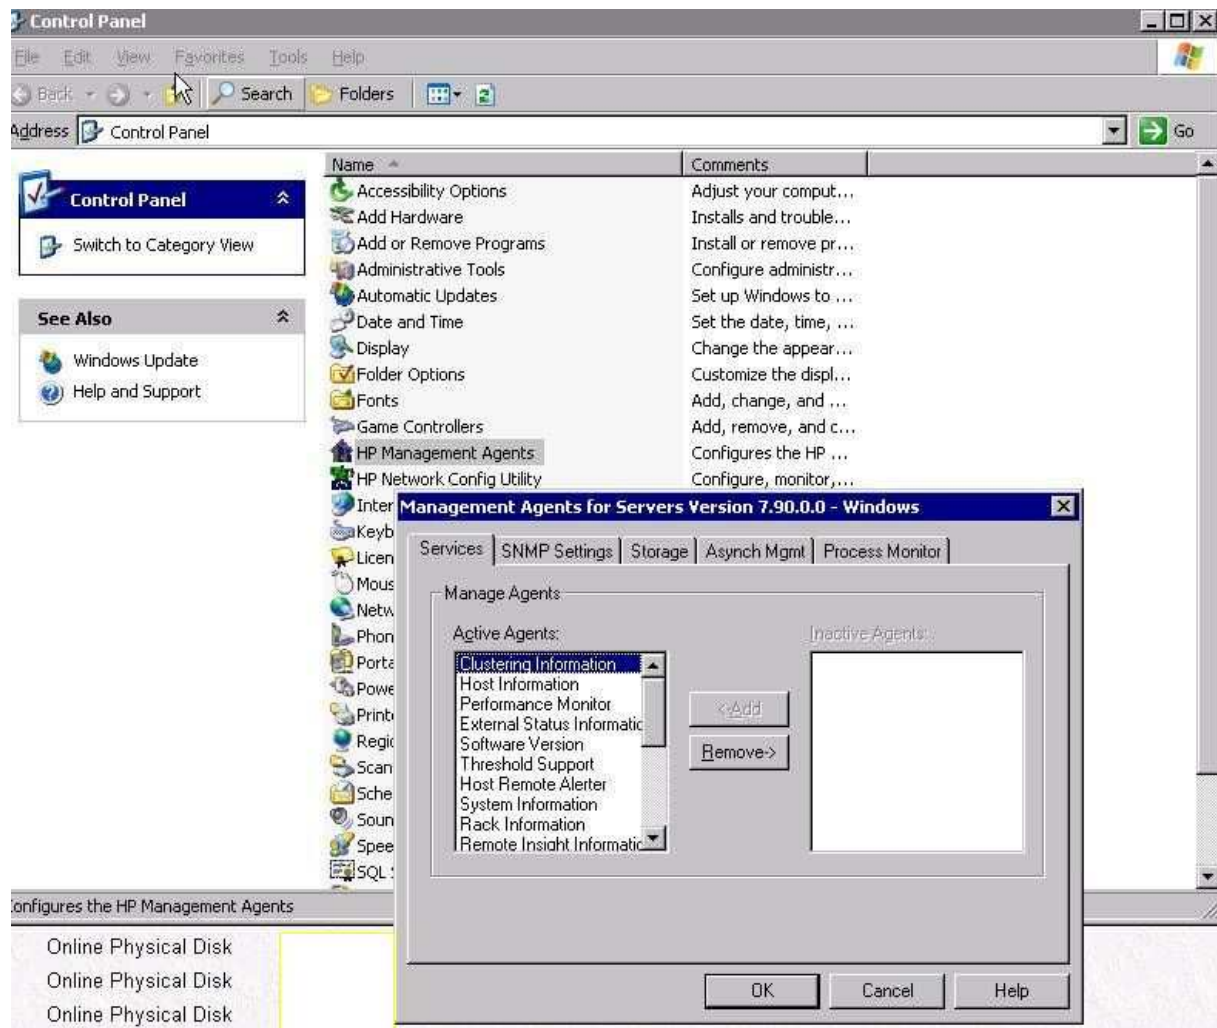 Control Panel
File Edit View Favorites Tools Help
Back Search Folders
Address Control Panel Go
Name Comments
Control Panel
Switch to Category View
See Also
Windows Update
Help and Support
Accessibility Options Adjust your comput...
Add Hardware Installs and trouble...
Add or Remove Programs Install or remove pr...
Administrative Tools Configure administr...
Automatic Updates Set up Windows to ...
Date and Time Set the date, time, ...
Display Change the appear...
Folder Options Customize the displ...
Fonts Add, change, and ...
Game Controllers Add, remove, and c...
HP Management Agents Configures the HP ...
HP Network Config Utility Configure, monitor,...
Inter
Keyb
Licen
Mous
Netw
Phon
Porta
Powe
Print
Regi
Scan
Sche
Soun
Spee
SQL
Management Agents for Servers Version 7.90.0.0 - Windows
Services SNMP Settings Storage Asynch Mgmt Process Monitor
Manage Agents
Active Agents: Inactive Agents:
Clustering Information
Host Information
Performance Monitor
External Status Informatic
Software Version
Threshold Support
Host Remote Alerter
System Information
Rack Information
Remote Insight Informatic
<-Add
Remove->
OK Cancel Help
onfigures the HP Management Agents
Online Physical Disk
Online Physical Disk
Online Physical Disk